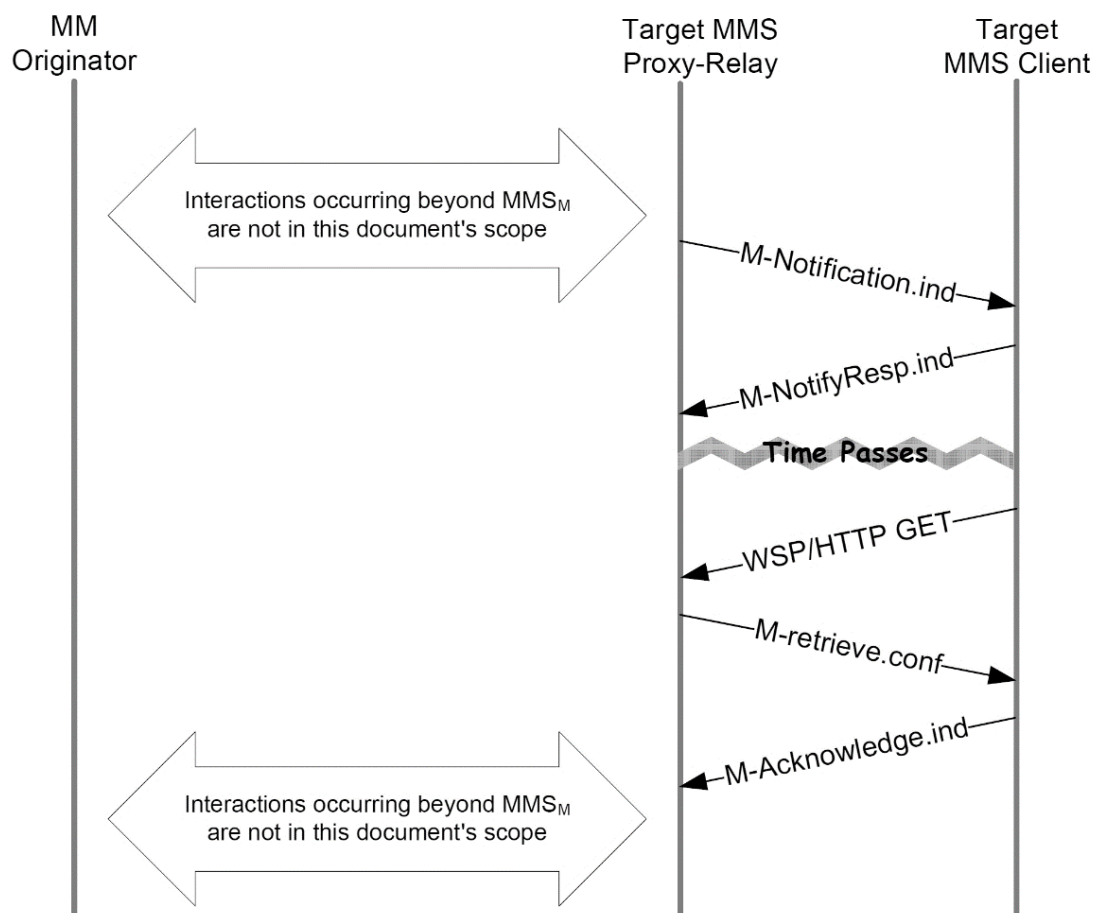 MM
Originator
Target MMS
Proxy-Relay
Target
MMS Client
Interactions occurring beyond MMSM
are not in this document's scope
M-Notification.ind
M-NotifyResp.ind
Time Passes
WSP/HTTP GET
M-retrieve.conf
M-Acknowledge.ind
Interactions occurring beyond MMSM
are not in this document's scope